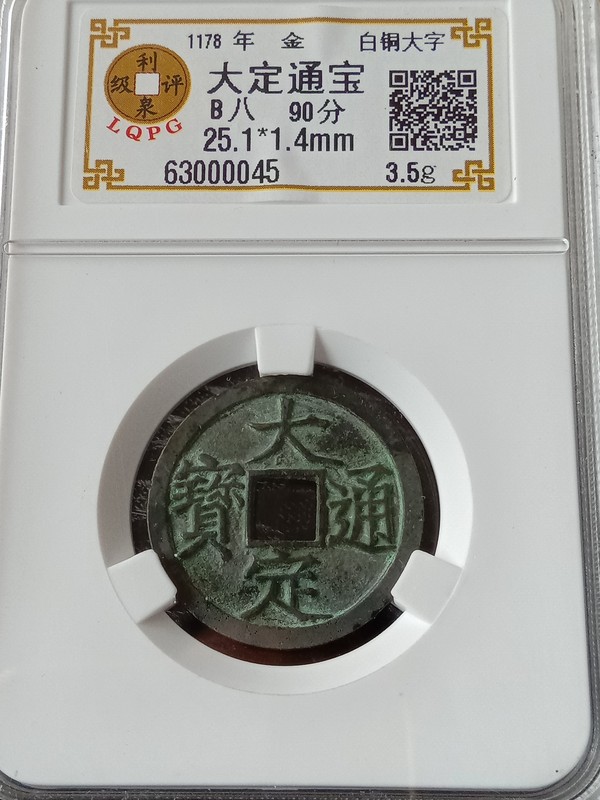 1178 年 金 白铜大字
利
级 评
泉
LQPG
大定通宝
B八 90分
25.1*1.4mm
63000045 3.5g
大
寶 通
定